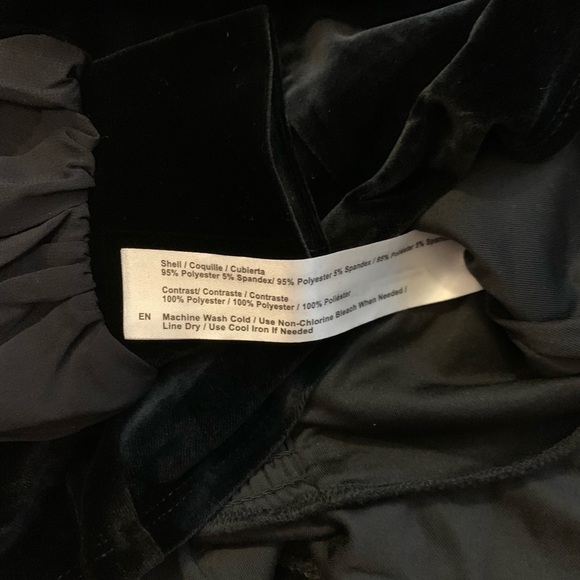 Shell / Coquille / Cubierta
95% Polyester 5% Spandex/ 95% Polyester 5% Spandex / 95% Polyester 5%
Contrast/ Contraste / Contraste
100% Polyester / 100% Polyester / 100% Poliéster
EN Machine Wash Cold / Use Non-Chlorine Bleach When Needed /
Line Dry / Use Cool Iron If Needed